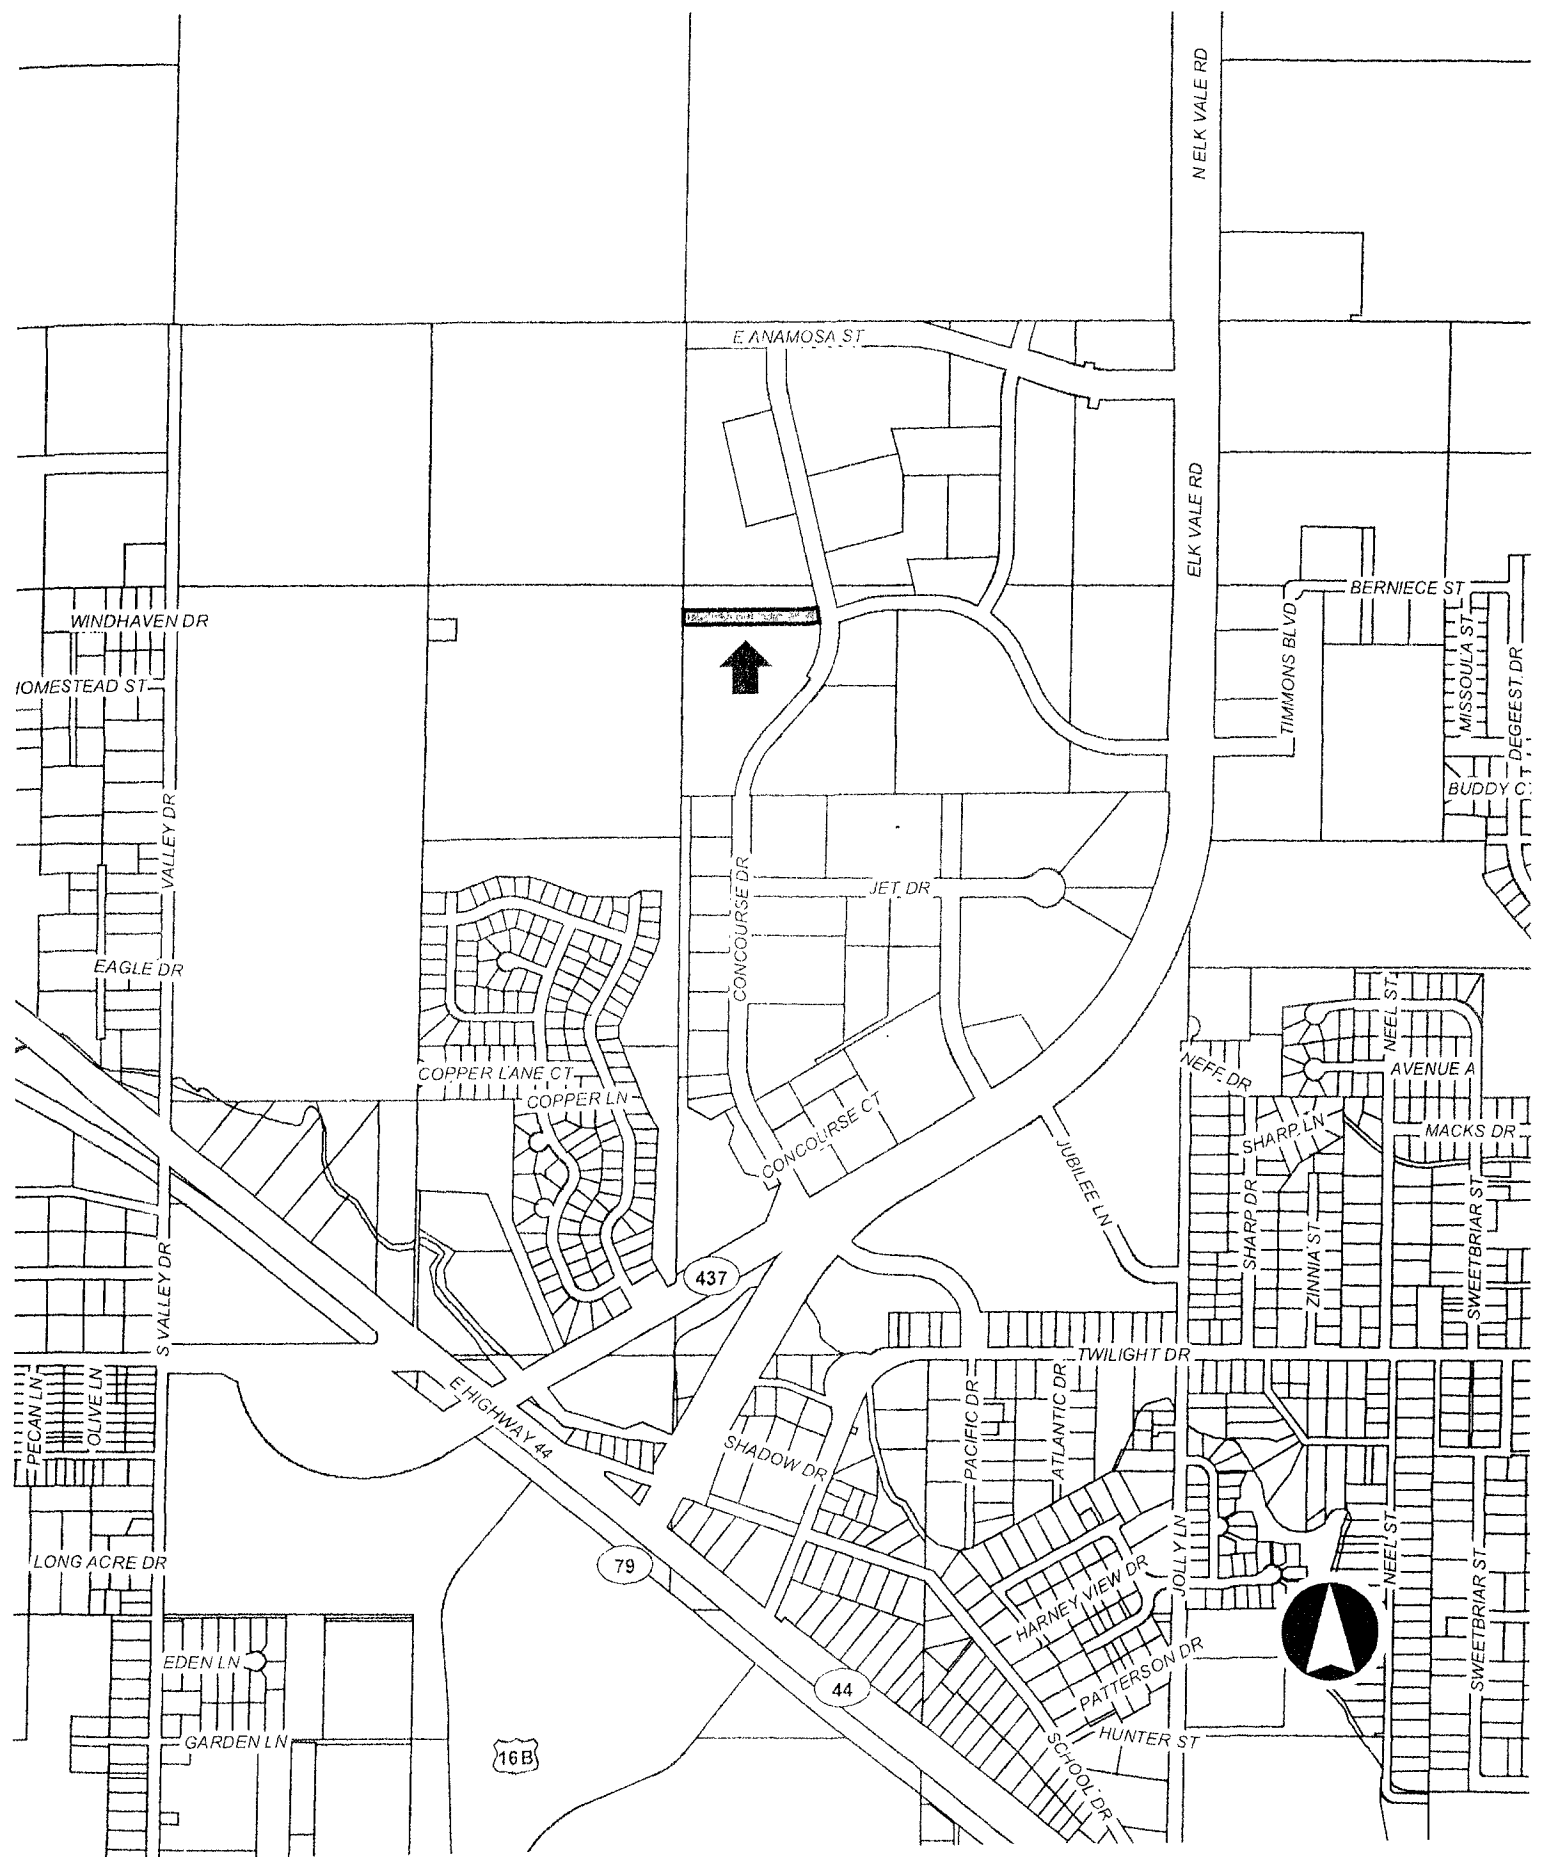 N ELK VALE RD
E ANAMOSA ST
ELK VALE RD
BERNIECE ST
WINDHAVEN DR
TIMMONS BLVD
MISSOULA ST
DEGEEST DR
HOMESTEAD ST
BUDDY CT
VALLEY DR
CONCOURSE DR
JET DR
EAGLE DR
NEEL ST
COPPER LANE CT
NEFF DR
AVENUE A
COPPER LN
CONCOURSE CT
SHARP LN
MACKS DR
JUBILEE LN
SHARP DR
ZINNIA ST
SWEETBRIAR ST
S VALLEY DR
437
TWILIGHT DR
PECAN LN
OLIVE LN
E HIGHWAY 44
SHADOW DR
PACIFIC DR
ATLANTIC DR
LONG ACRE DR
79
HARNEY VIEW DR
JOLLY LN
NEEL ST
SWEETBRIAR ST
EDEN LN
44
PATTERSON DR
GARDEN LN
16B
SCHOOL DR
HUNTER ST